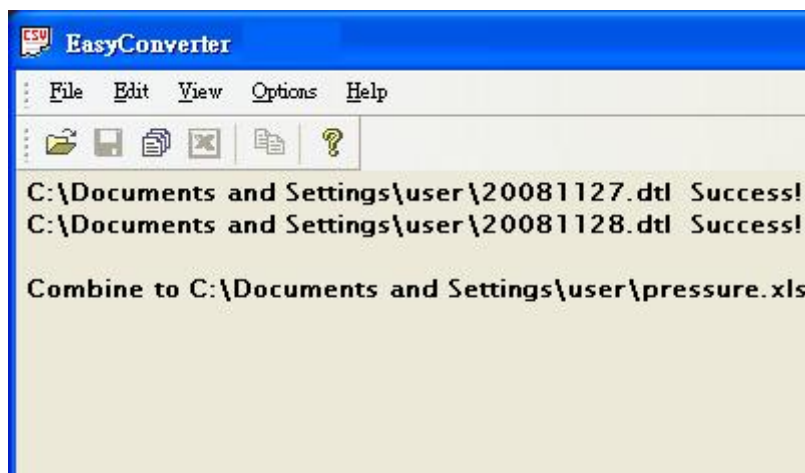 CSV EasyConverter
File Edit View Options Help
C:\Documents and Settings\user\20081127.dtl Success!
C:\Documents and Settings\user\20081128.dtl Success!
Combine to C:\Documents and Settings\user\pressure.xls